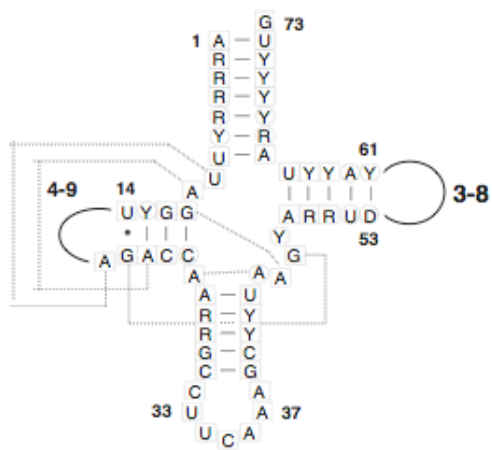 G 73
1 A U
R Y
R Y
R Y
R Y
Y R
U A
61
U U Y Y A Y
4-9 14 A 3-8
U Y G G A R R U D
Y 53
A G A C C G
A A A
A U
R Y
R Y
G C
C G
C A
33 U A 37
U C A